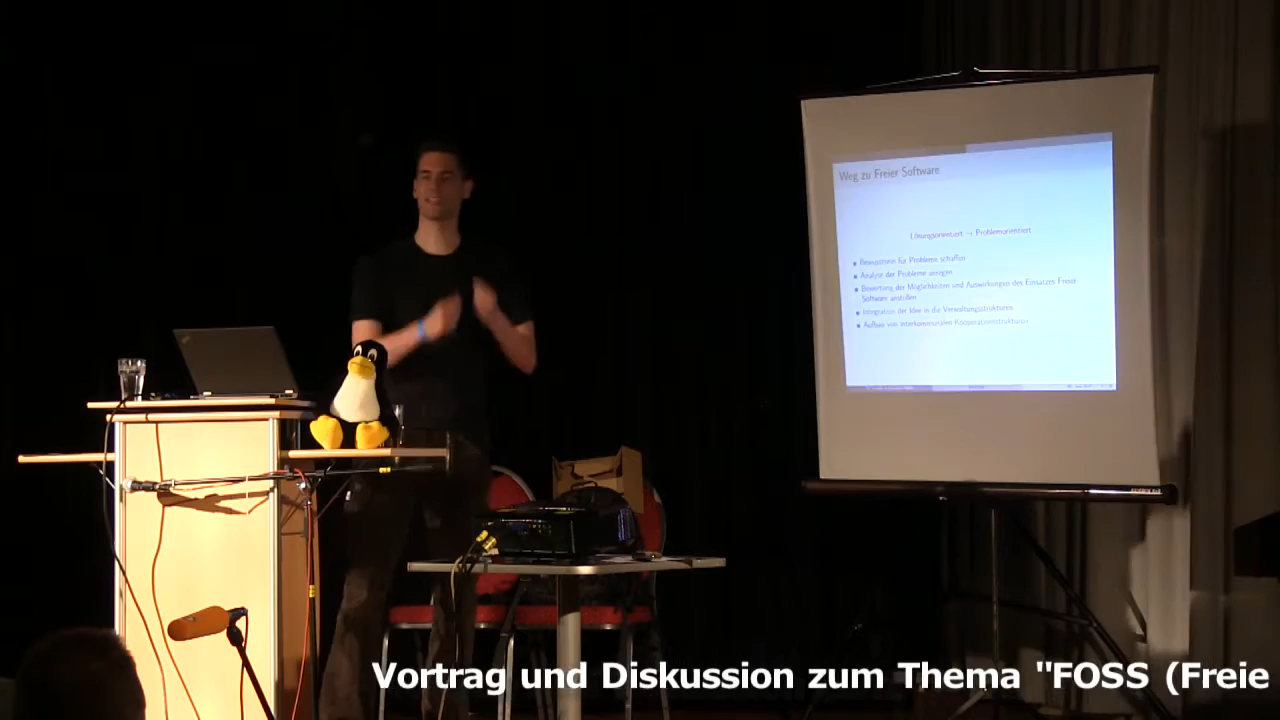 Weg zu Freier Software
Lösungsorientiert → Problemorientiert
Bewusstsein für Probleme schaffen
Analyse der Probleme anregen
Bewertung der Möglichkeiten und Auswirkungen des Einsatzes Freier
Software anstoßen
Integration der Idee in die Verwaltungsstrukturen
Aufbau von interkommunalen Kooperationsstrukturen
Vortrag und Diskussion zum Thema "FOSS (Freie